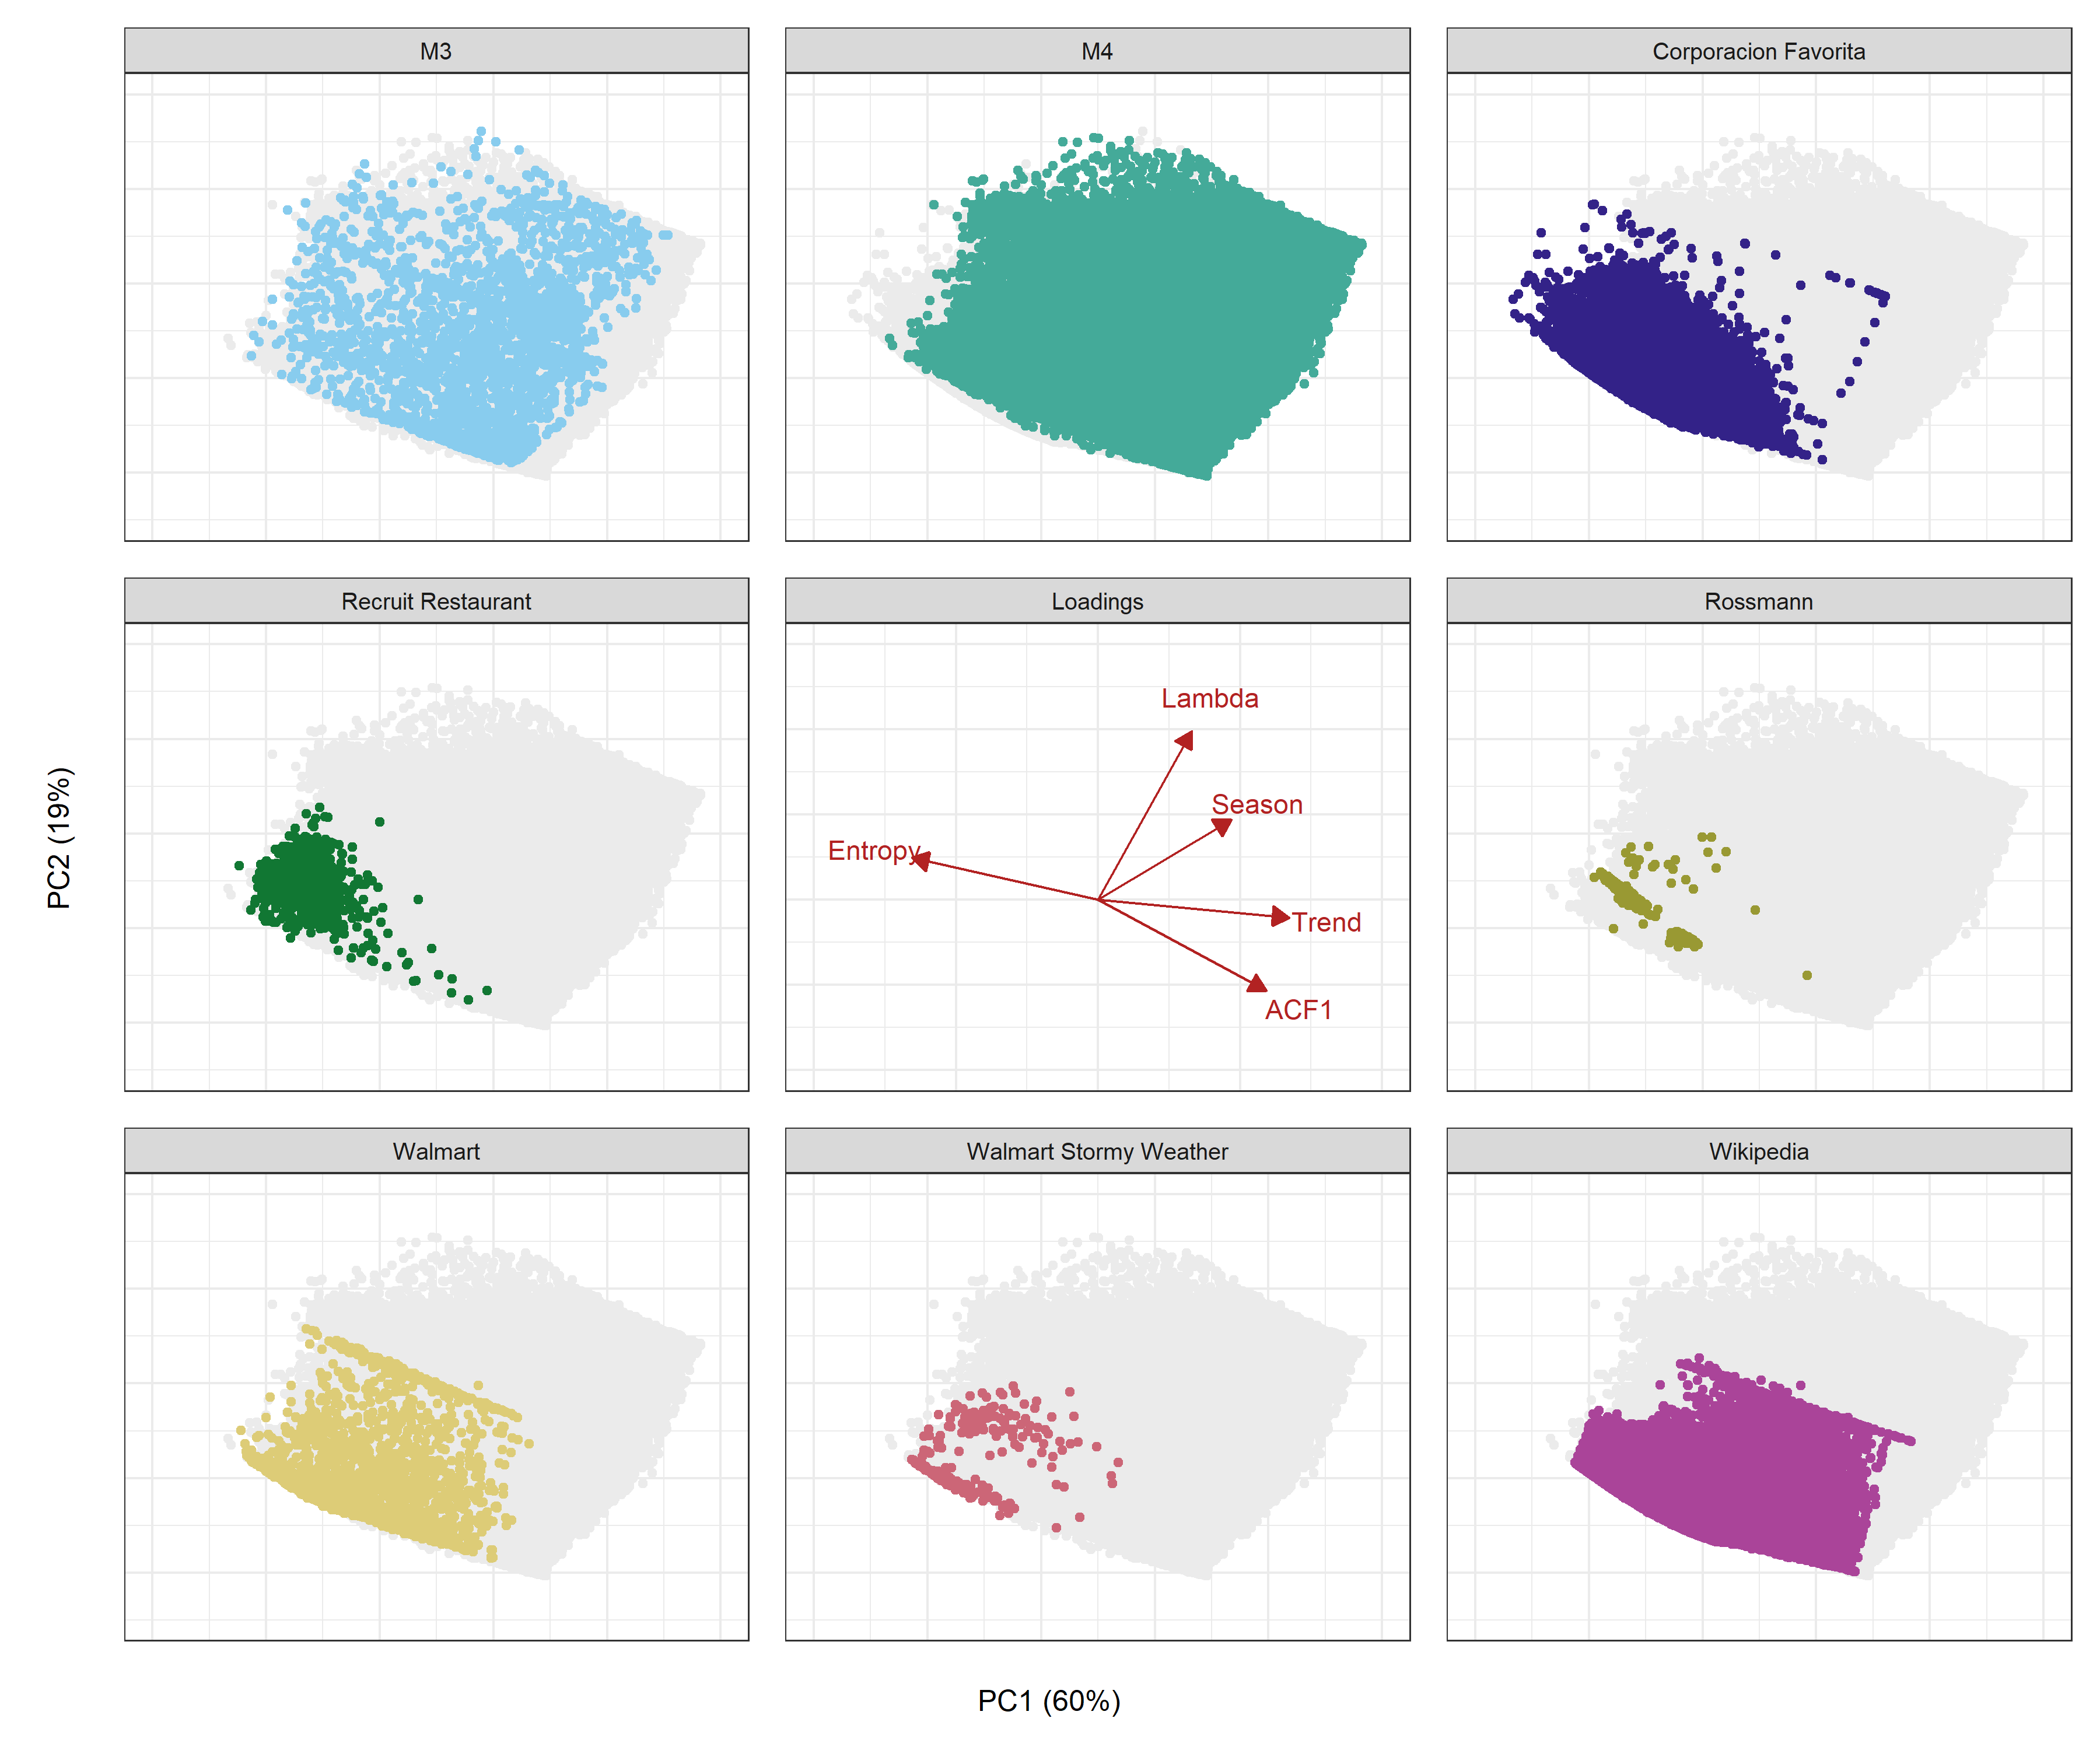 M3
M4
Corporacion Favorita
Recruit Restaurant
Loadings
Rossmann
Lambda
Season
Entropy
Trend
ACF1
PC2 (19%)
Walmart
Walmart Stormy Weather
Wikipedia
PC1 (60%)